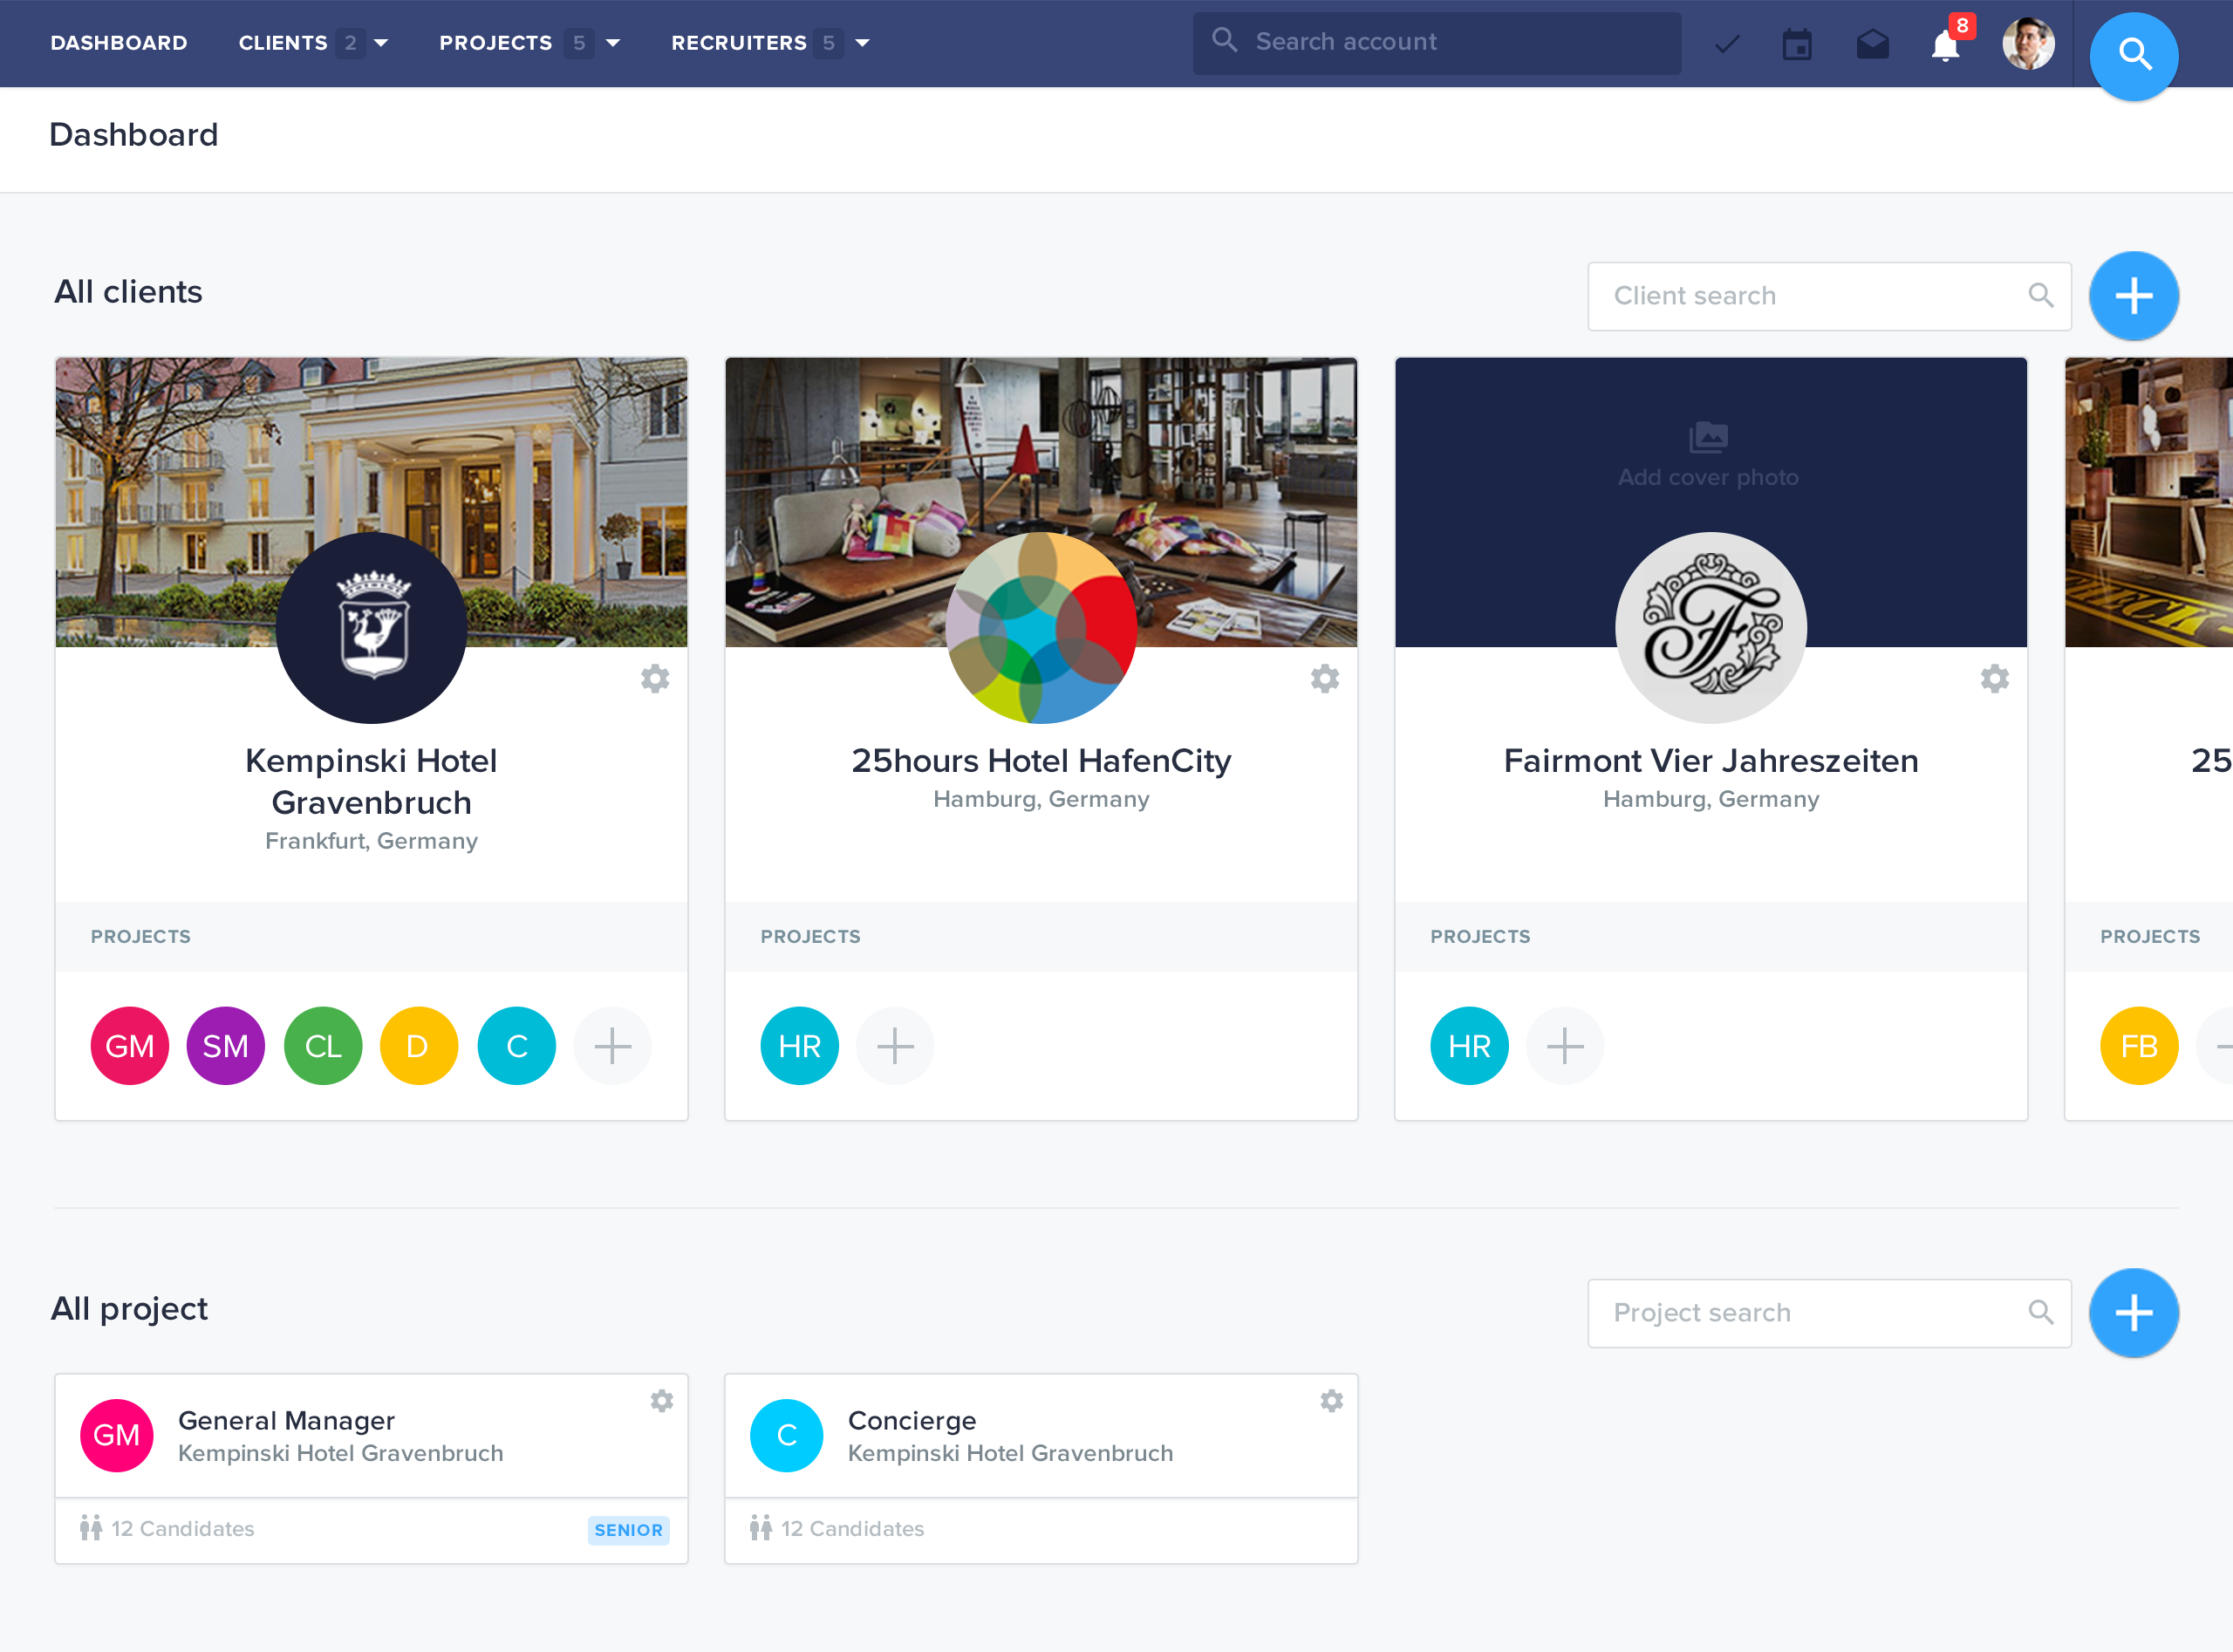 DASHBOARD CLIENTS 2 PROJECTS 5 RECRUITERS 5 Search account 8
Dashboard
All clients Client search
Add cover photo
Kempinski Hotel
Gravenbruch
Frankfurt, Germany
25hours Hotel HafenCity
Hamburg, Germany
Fairmont Vier Jahreszeiten
Hamburg, Germany
25
PROJECTS PROJECTS PROJECTS PROJECTS
GM SM CL D C HR HR FB
All project Project search
GM General Manager
Kempinski Hotel Gravenbruch
12 Candidates SENIOR
C Concierge
Kempinski Hotel Gravenbruch
12 Candidates